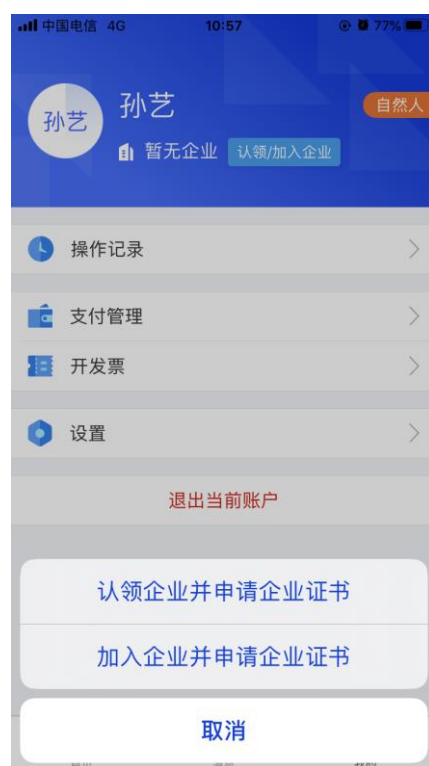 中国电信 4G 10:57 77%
孙艺
孙艺
自然人
暂无企业 认领/加入企业
操作记录
支付管理
开发票
设置
退出当前账户
认领企业并申请企业证书
加入企业并申请企业证书
取消